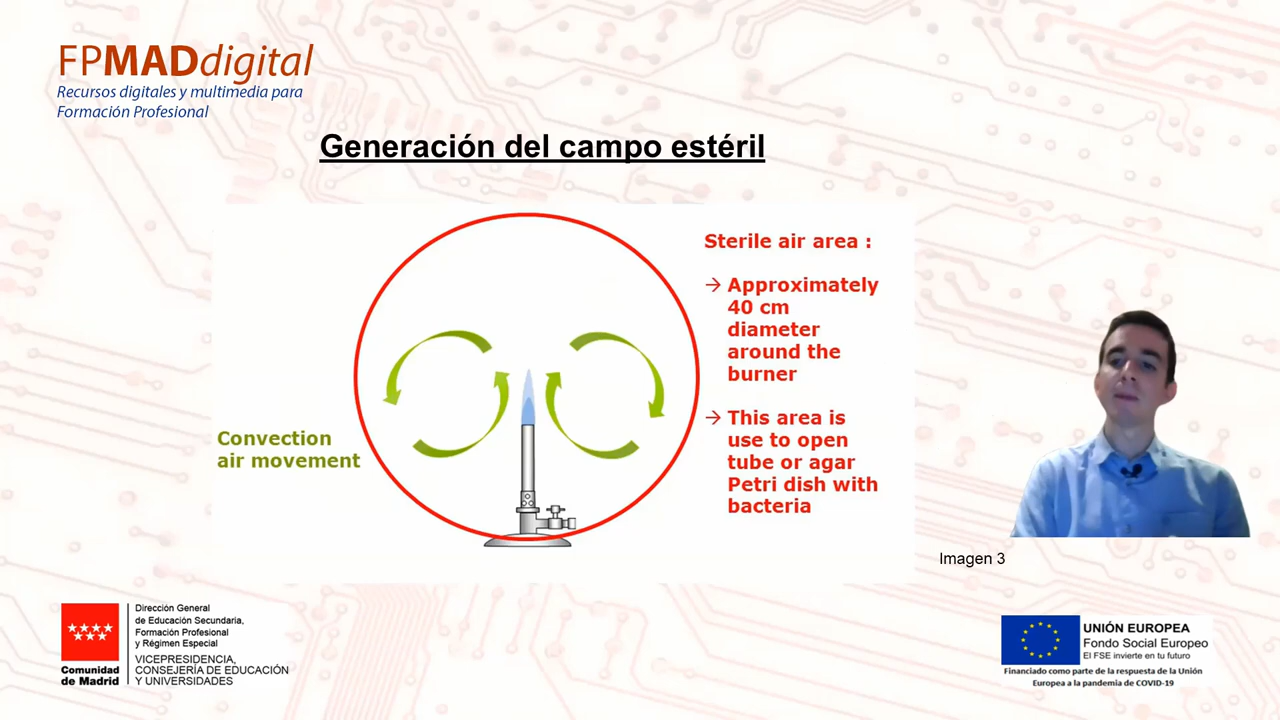 FPMADdigital
Recursos digitales y multimedia para
Formación Profesional
Generación del campo estéril
Sterile air area :
→ Approximately
40 cm
diameter
around the
burner
→ This area is
use to open
tube or agar
Petri dish with
bacteria
Convection
air movement
Imagen 3
Comunidad
de Madrid
Dirección General
de Educación Secundaria,
Formación Profesional
y Régimen Especial
VICEPRESIDENCIA,
CONSEJERÍA DE EDUCACIÓN
Y UNIVERSIDADES
UNIÓN EUROPEA
Fondo Social Europeo
El FSE invierte en tu futuro
Financiado como parte de la respuesta de la Unión
Europea a la pandemia de COVID-19